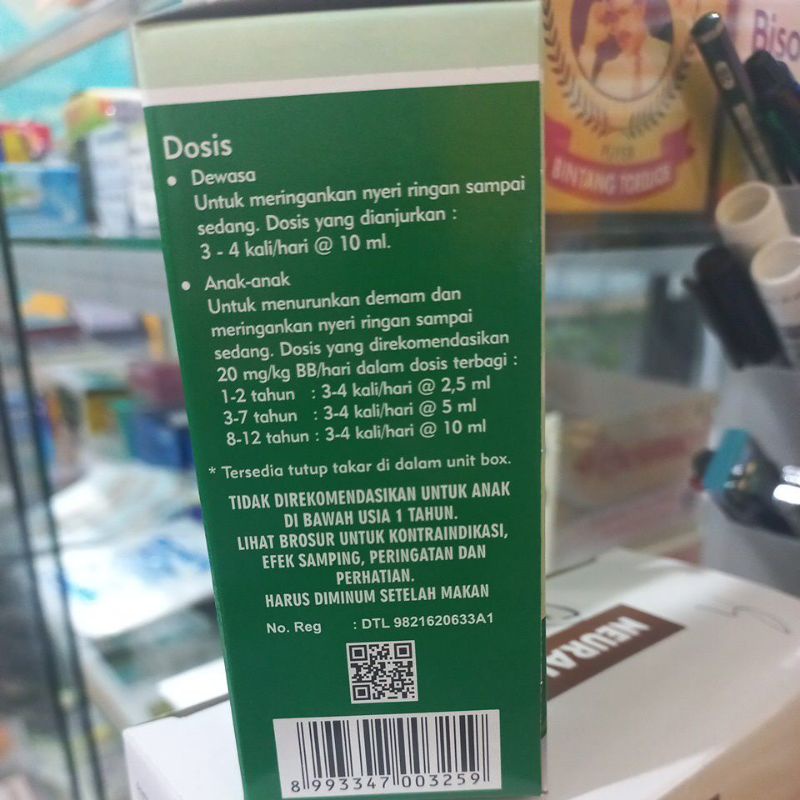 Dosis
• Dewasa
Untuk meringankan nyeri ringan sampai
sedang. Dosis yang dianjurkan :
3 - 4 kali/hari @ 10 ml.
• Anak-anak
Untuk menurunkan demam dan
meringankan nyeri ringan sampai
sedang. Dosis yang direkomendasikan
20 mg/kg BB/hari dalam dosis terbagi :
1-2 tahun : 3-4 kali/hari @ 2,5 ml
3-7 tahun : 3-4 kali/hari @ 5 ml
8-12 tahun : 3-4 kali/hari @ 10 ml
* Tersedia tutup takar di dalam unit box.
TIDAK DIREKOMENDASIKAN UNTUK ANAK
DI BAWAH USIA 1 TAHUN.
LIHAT BROSUR UNTUK KONTRAINDIKASI,
EFEK SAMPING, PERINGATAN DAN
PERHATIAN.
HARUS DIMINUM SETELAH MAKAN
No. Reg : DTL 9821620633A1
8 993347 003259
Biso
BINTANG TOEDJOE
NEURAL